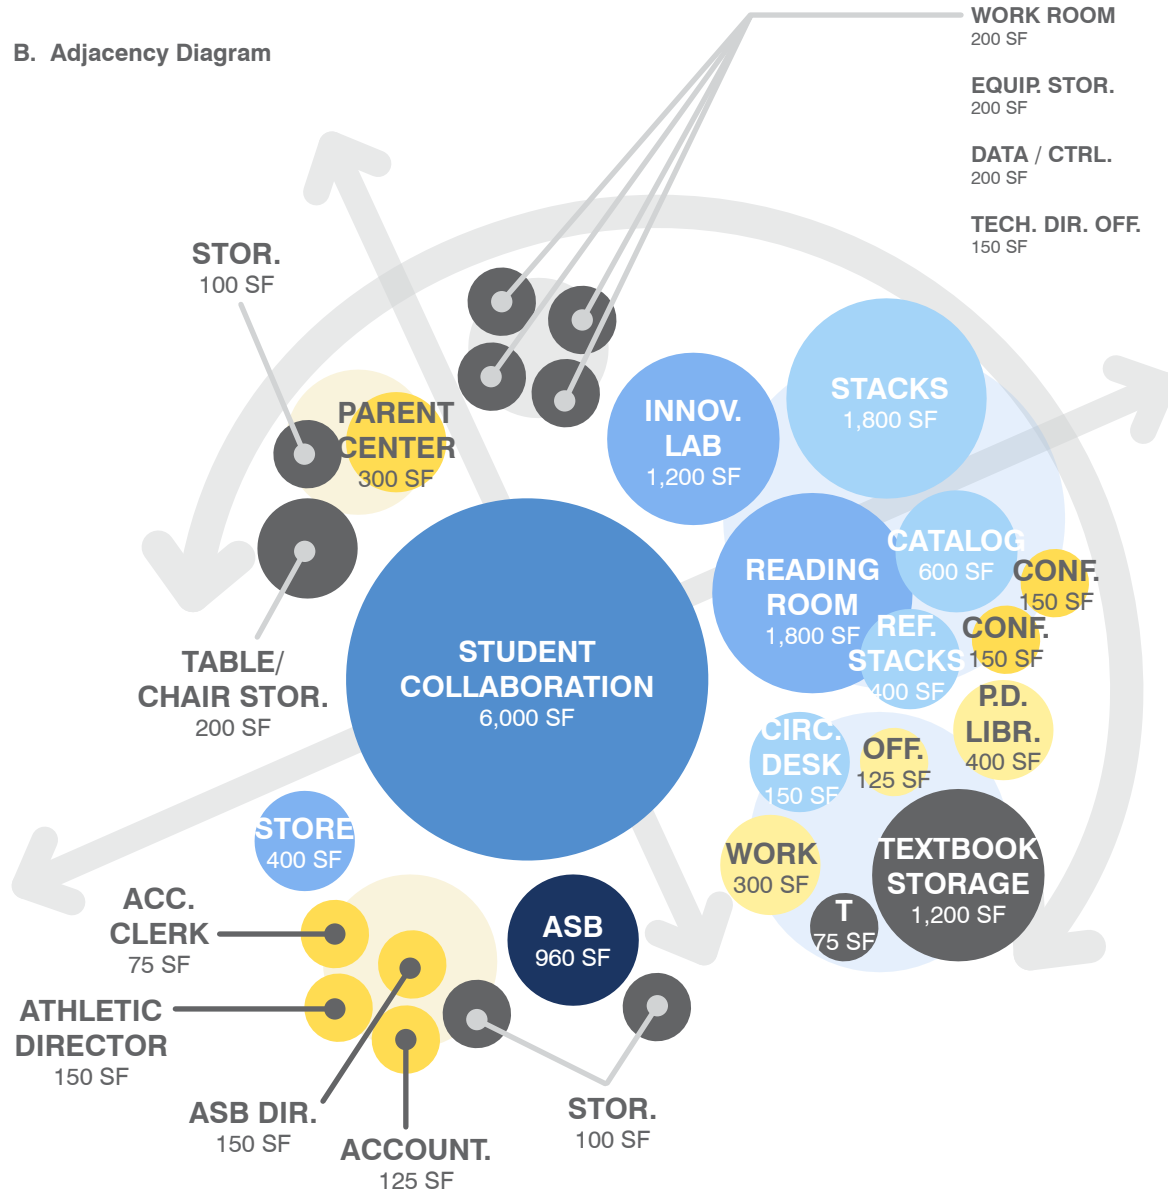 B. Adjacency Diagram
WORK ROOM
200 SF
EQUIP. STOR.
200 SF
DATA / CTRL.
200 SF
TECH. DIR. OFF.
150 SF
STOR.
100 SF
PARENT
CENTER
300 SF
INNOV.
LAB
1,200 SF
STACKS
1,800 SF
CATALOG
600 SF
READING
ROOM
1,800 SF
CONF.
150 SF
CONF.
150 SF
REF.
STACKS
400 SF
P.D.
LIBR.
400 SF
STUDENT
COLLABORATION
6,000 SF
TABLE/
CHAIR STOR.
200 SF
CIRC.
DESK
150 SF
OFF.
125 SF
STORE
400 SF
WORK
300 SF
TEXTBOOK
STORAGE
1,200 SF
T
75 SF
ACC.
CLERK
75 SF
ASB
960 SF
ATHLETIC
DIRECTOR
150 SF
ASB DIR.
150 SF
ACCOUNT.
125 SF
STOR.
100 SF